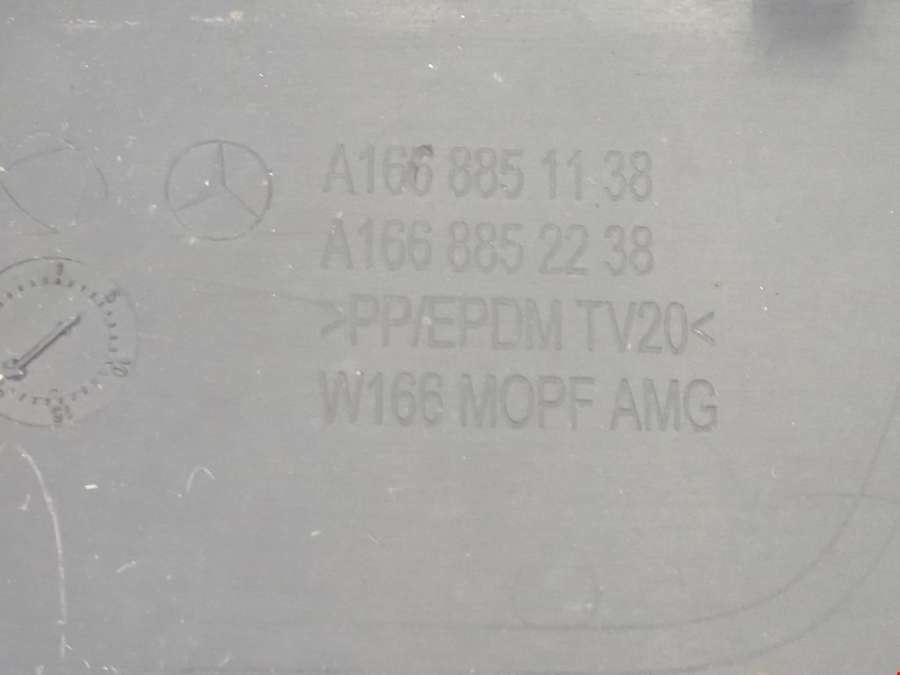 A166 885 11 38
A166 885 22 38
>PP/EPDM TV20<
W166 MOPF AMG